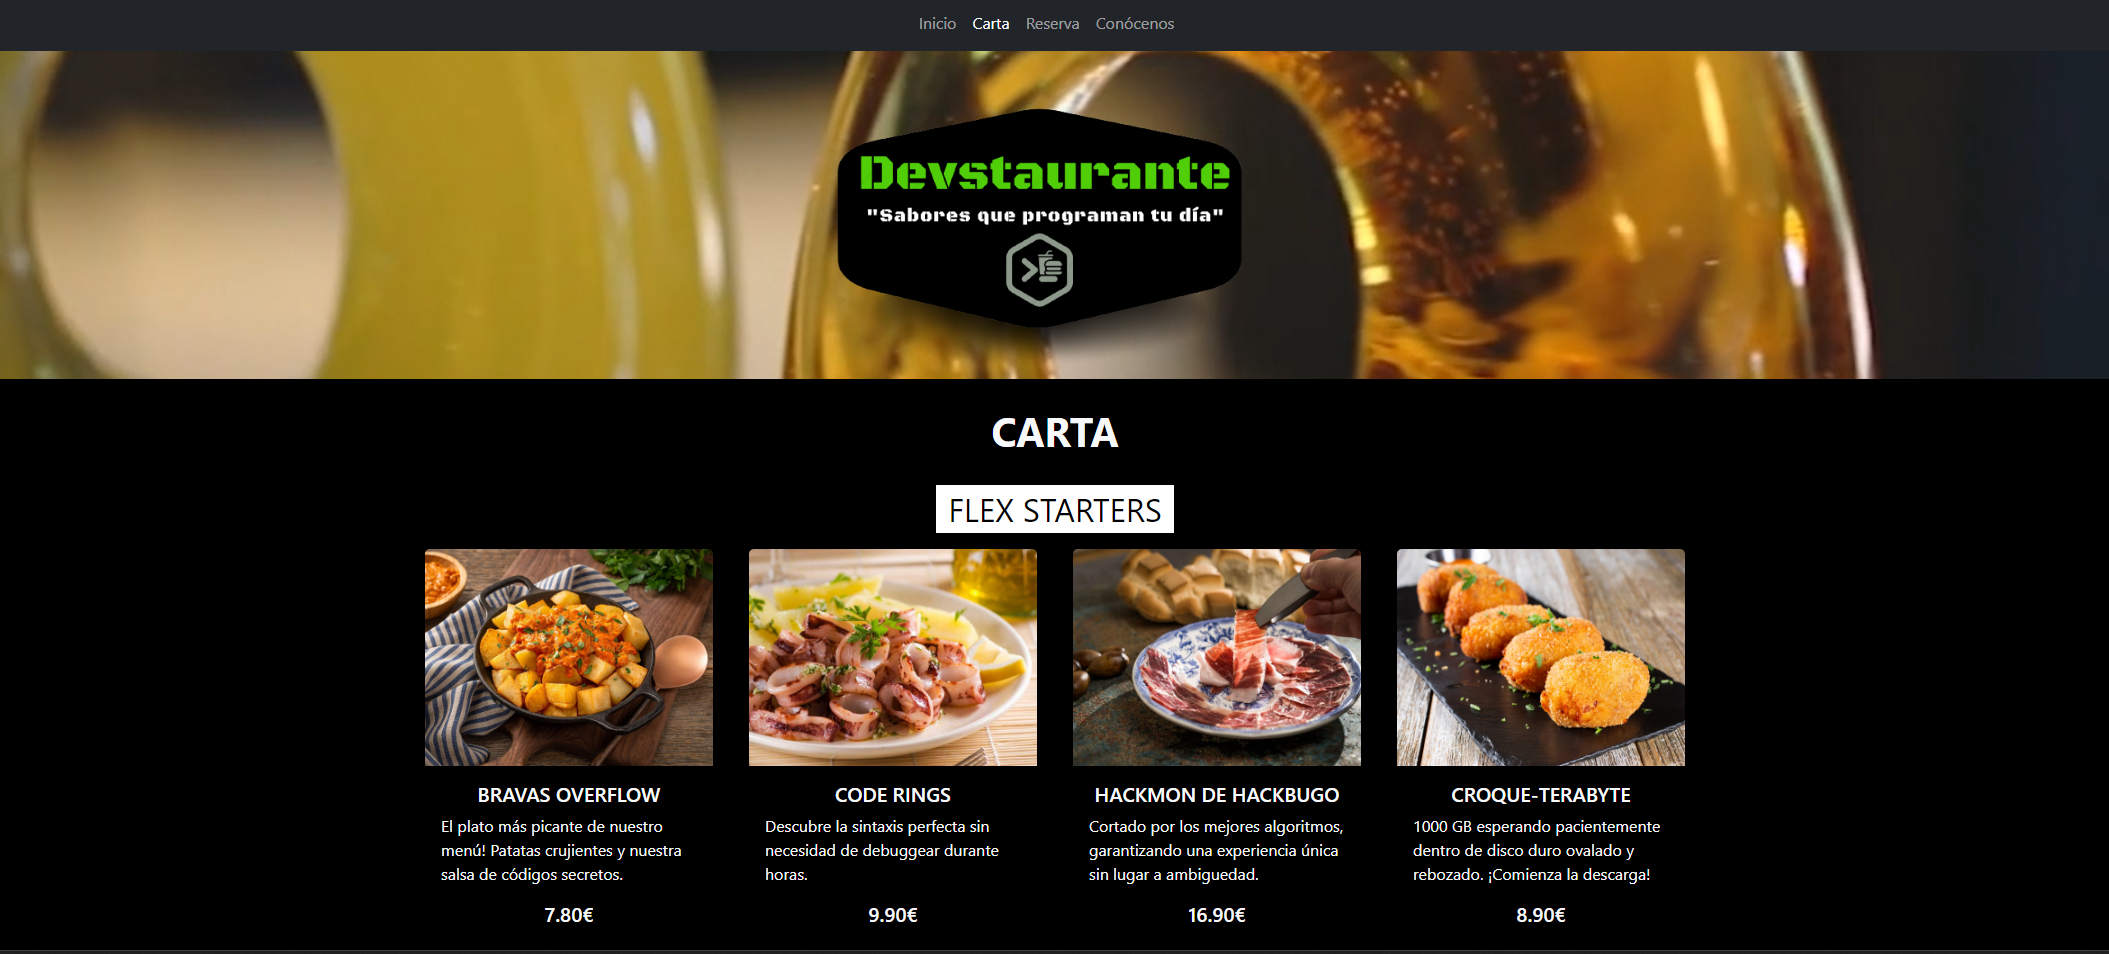 Inicio Carta Reserva Conócenos
Devstaurante
"Sabores que programan tu día"
CARTA
FLEX STARTERS
BRAVAS OVERFLOW
El plato más picante de nuestro
menú! Patatas crujientes y nuestra
salsa de códigos secretos.
7.80€
CODE RINGS
Descubre la sintaxis perfecta sin
necesidad de debuggear durante
horas.
9.90€
HACKMON DE HACKBUGO
Cortado por los mejores algoritmos,
garantizando una experiencia única
sin lugar a ambiguedad.
16.90€
CROQUE-TERABYTE
1000 GB esperando pacientemente
dentro de disco duro ovalado y
rebozado. ¡Comienza la descarga!
8.90€